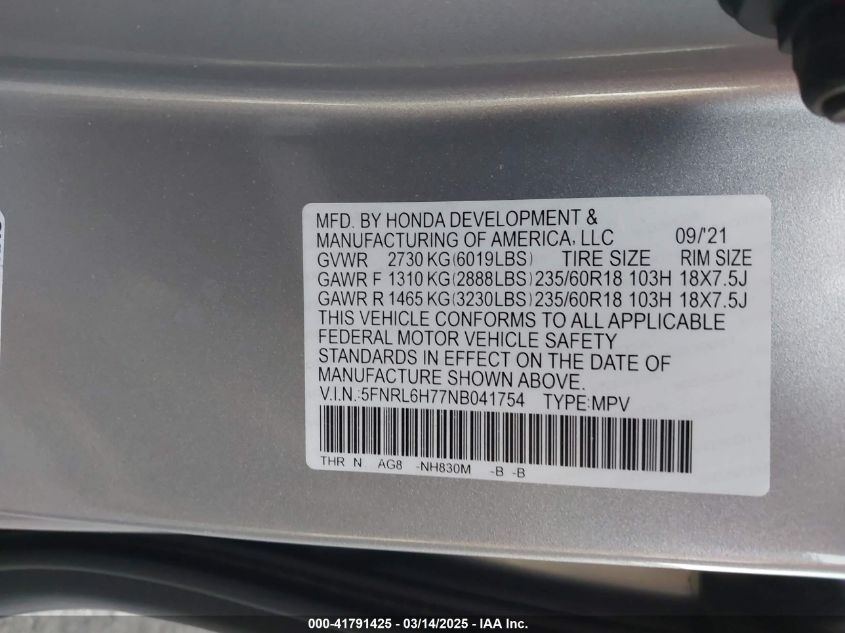 MFD. BY HONDA DEVELOPMENT &
MANUFACTURING OF AMERICA, LLC 09/'21
GVWR 2730 KG(6019LBS) TIRE SIZE RIM SIZE
GAWR F 1310 KG(2888LBS) 235/60R18 103H 18X7.5J
GAWR R 1465 KG(3230LBS) 235/60R18 103H 18X7.5J
THIS VEHICLE CONFORMS TO ALL APPLICABLE
FEDERAL MOTOR VEHICLE SAFETY
STANDARDS IN EFFECT ON THE DATE OF
MANUFACTURE SHOWN ABOVE.
V.I.N.:5FNRL6H77NB041754 TYPE:MPV
THR N AG8 -NH830M -B -B
000-41791425 - 03/14/2025 - IAA Inc.